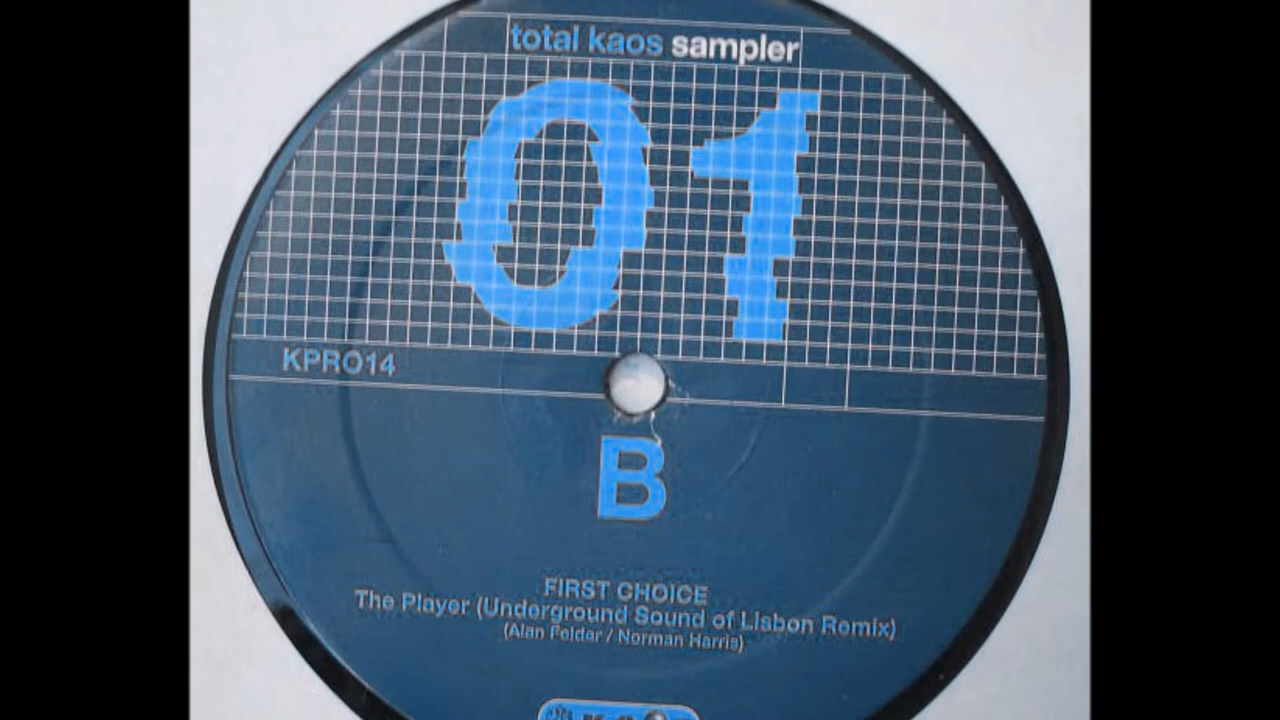 total kaos sampler
01
KPRO14
B
FIRST CHOICE
The Player (Underground Sound of Lisbon Remix)
(Alan Felder / Norman Harris)